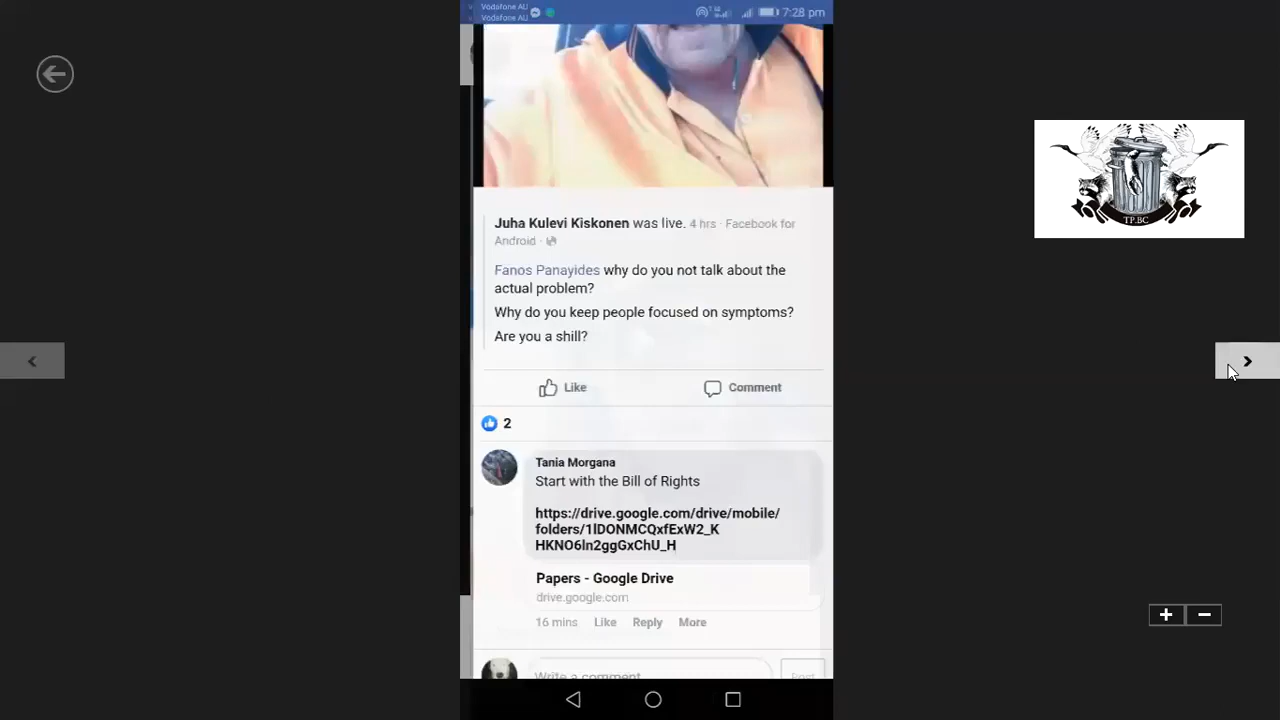 Vodafone AU
Vodafone AU
7:28 pm
TP.BC
Juha Kulevi Kiskonen was live. 4 hrs · Facebook for
Android ·
Fanos Panayides why do you not talk about the
actual problem?
Why do you keep people focused on symptoms?
Are you a shill?
Like Comment
2
Tania Morgana
Start with the Bill of Rights
https://drive.google.com/drive/mobile/
folders/1lDONMCQxfExW2_K
HKNO6ln2ggGxChU_H
Papers - Google Drive
drive.google.com
16 mins Like Reply More
Write a comment
Post